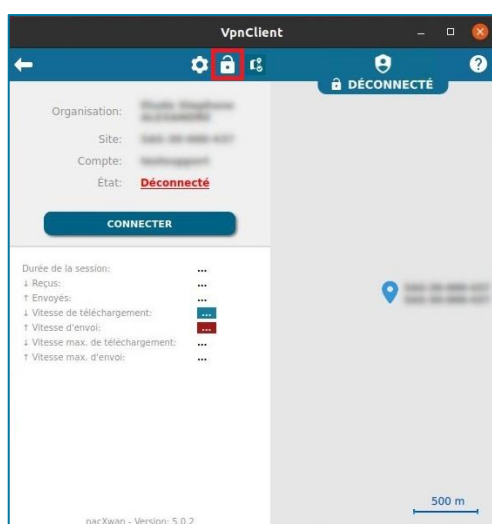 VpnClient
DÉCONNECTÉ
Organisation:
Site:
Compte:
État: Déconnecté
CONNECTER
Durée de la session: ...
↓ Reçus: ...
↑ Envoyés: ...
↓ Vitesse de téléchargement: ...
↑ Vitesse d'envoi: ...
↓ Vitesse max. de téléchargement: ...
↑ Vitesse max. d'envoi: ...
500 m
pacXwan - Version: 5.0.2